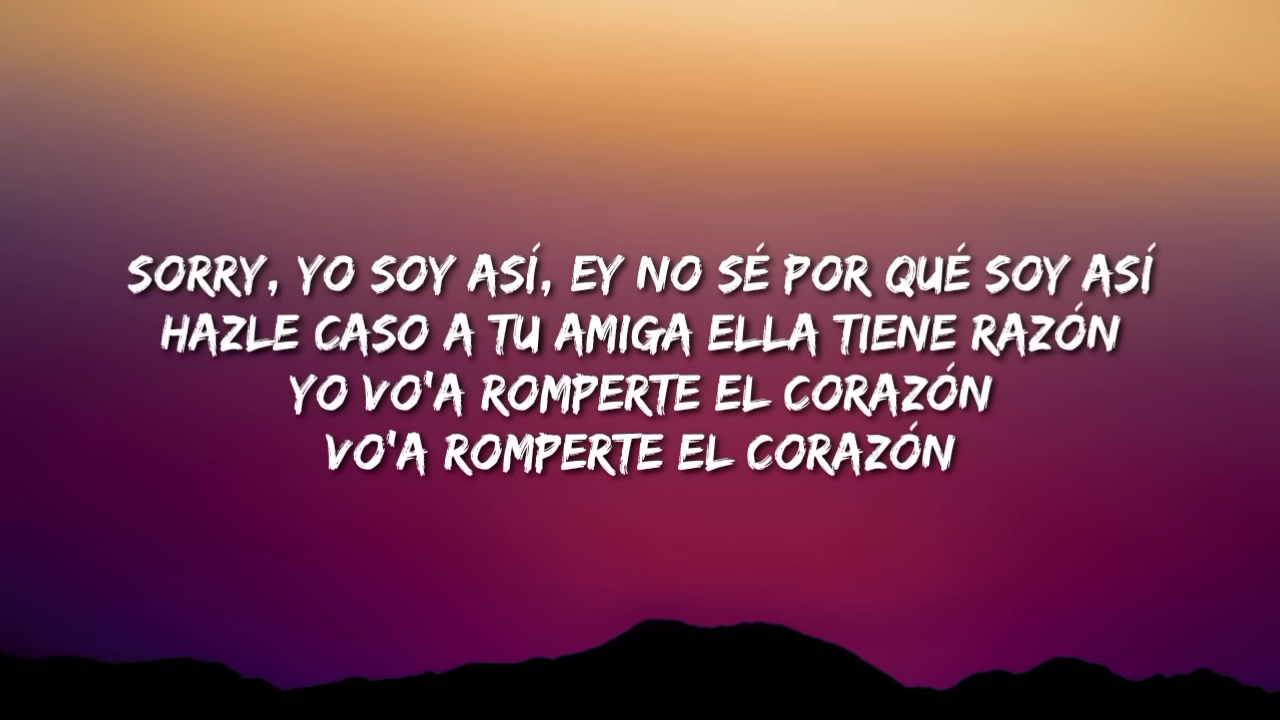 SORRY, YO SOY ASÍ, EY NO SÉ POR QUÉ SOY ASÍ
HAZLE CASO A TU AMIGA ELLA TIENE RAZÓN
YO VO'A ROMPERTE EL CORAZÓN
VO'A ROMPERTE EL CORAZÓN